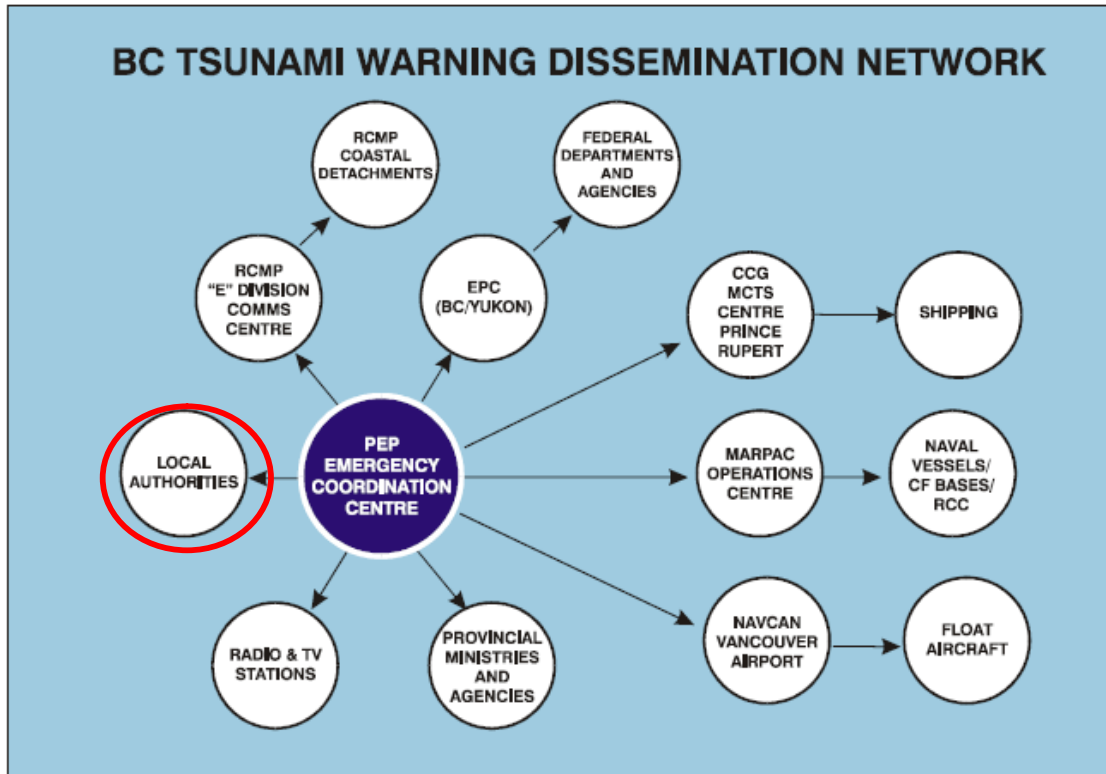 BC TSUNAMI WARNING DISSEMINATION NETWORK
RCMP
COASTAL
DETACHMENTS
FEDERAL
DEPARTMENTS
AND
AGENCIES
RCMP
"E" DIVISION
COMMS
CENTRE
EPC
(BC/YUKON)
CCG
MCTS
CENTRE
PRINCE
RUPERT
SHIPPING
LOCAL
AUTHORITIES
PEP
EMERGENCY
COORDINATION
CENTRE
MARPAC
OPERATIONS
CENTRE
NAVAL
VESSELS/
CF BASES/
RCC
RADIO & TV
STATIONS
PROVINCIAL
MINISTRIES
AND
AGENCIES
NAVCAN
VANCOUVER
AIRPORT
FLOAT
AIRCRAFT